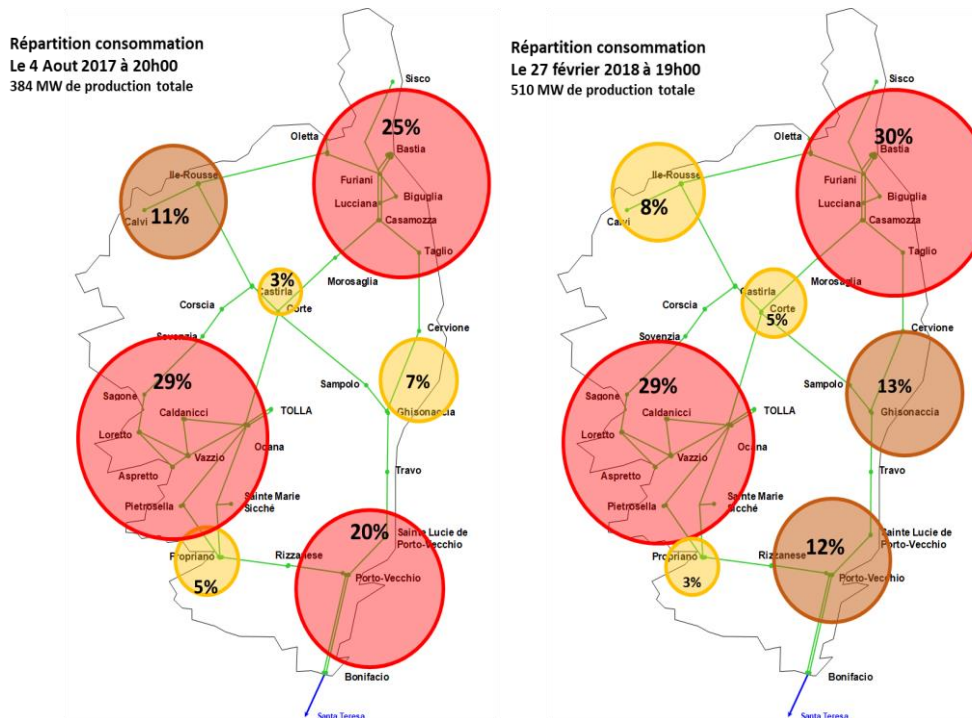 Répartition consommation
Le 4 Aout 2017 à 20h00
384 MW de production totale
Sisco
25%
Bastia
Oletta
Furiani
Ile-Rousse
Biguglia
Lucciana
11%
Calvi
Casamozza
Taglio
Morosaglia
3%
Castirla
Corscia
Corte
Sovenzia
Cervione
29%
7%
Sampolo
Sagone
Caldanicci
TOLLA
Ghisonaccia
Loretto
Ocana
Vazzio
Aspretto
Travo
Pietrosella
Sainte Marie
Sicché
20%
Sainte Lucie de
Porto-Vecchio
Propriano
Rizzanese
5%
Porto-Vecchio
Bonifacio
Santa Teresa
Répartition consommation
Le 27 février 2018 à 19h00
510 MW de production totale
Sisco
30%
Bastia
Oletta
Furiani
Ile-Rousse
Biguglia
8%
Lucciana
Calvi
Casamozza
Taglio
Morosaglia
Castirla
Corscia
Corte
5%
Sovenzia
Cervione
29%
Sampolo
13%
Sagone
Caldanicci
TOLLA
Ghisonaccia
Loretto
Ocana
Vazzio
Aspretto
Travo
Pietrosella
Sainte Marie
Sicché
Sainte Lucie de
Porto-Vecchio
12%
Propriano
Rizzanese
3%
Porto-Vecchio
Bonifacio
Santa Teresa